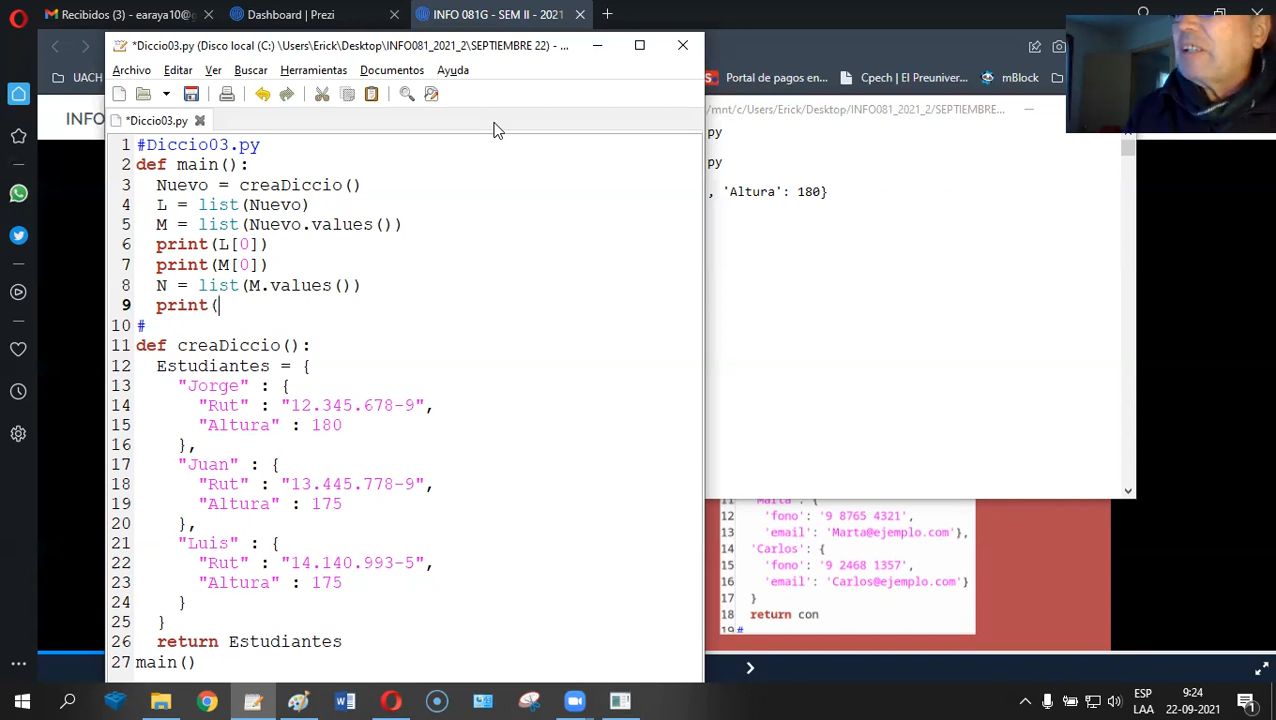 Recibidos (3) - earaya10@g
Dashboard | Prezi
INFO 081G - SEM II - 2021
*Diccio03.py (Disco local (C:) \Users\Erick\Desktop\INFO081_2021_2\SEPTIEMBRE 22) - ...
UACH
Portal de pagos en...
Cpech | El Preuniver...
mBlock
Archivo Editar Ver Buscar Herramientas Documentos Ayuda
INFO
*Diccio03.py
/mnt/c/Users/Erick/Desktop/INFO081_2021_2/SEPTIEMBRE...
py
py
, 'Altura': 180}
1 #Diccio03.py
2 def main():
3 Nuevo = creaDiccio()
4 L = list(Nuevo)
5 M = list(Nuevo.values())
6 print(L[0])
7 print(M[0])
8 N = list(M.values())
9 print(
10 #
11 def creaDiccio():
12 Estudiantes = {
13 "Jorge" : {
14 "Rut" : "12.345.678-9",
15 "Altura" : 180
16 },
17 "Juan" : {
18 "Rut" : "13.445.778-9",
19 "Altura" : 175
20 },
21 "Luis" : {
22 "Rut" : "14.140.993-5",
23 "Altura" : 175
24 }
25 }
26 return Estudiantes
27 main()
11 'Marta': {
12 'fono': '9 8765 4321',
13 'email': 'Marta@ejemplo.com'},
14 'Carlos': {
15 'fono': '9 2468 1357',
16 'email': 'Carlos@ejemplo.com'}
17 }
18 return con
19 #
ESP
LAA
9:24
22-09-2021
1